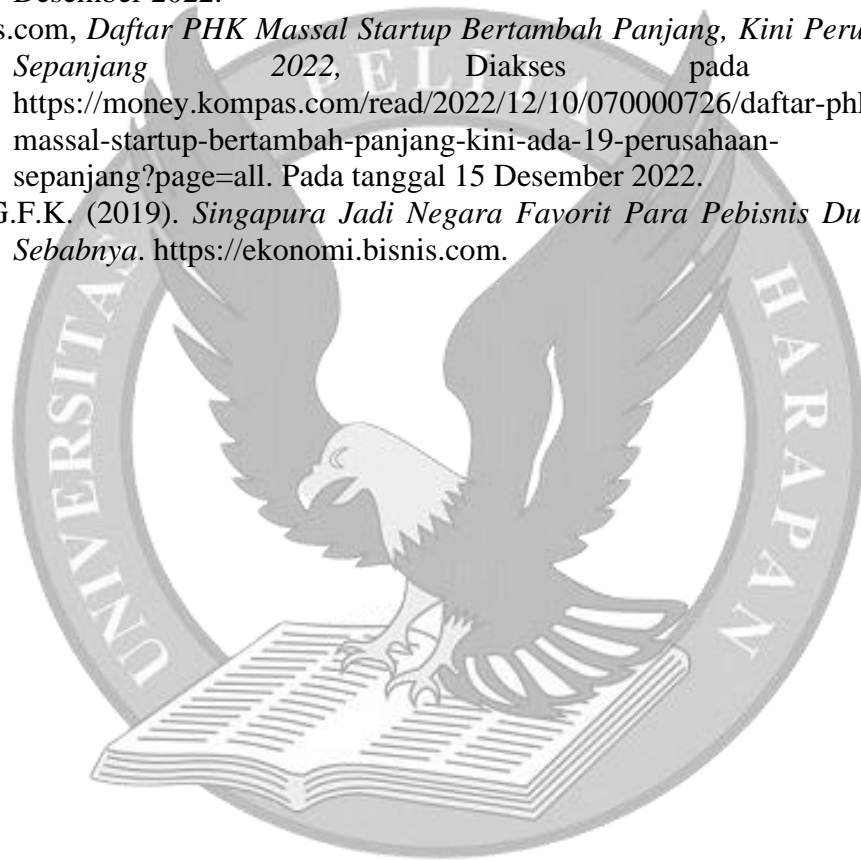 Desember 2022.
s.com, Daftar PHK Massal Startup Bertambah Panjang, Kini Peru
Sepanjang 2022, Diakses pada
https://money.kompas.com/read/2022/12/10/070000726/daftar-phk
massal-startup-bertambah-panjang-kini-ada-19-perusahaan-
sepanjang?page=all. Pada tanggal 15 Desember 2022.
G.F.K. (2019). Singapura Jadi Negara Favorit Para Pebisnis Du
Sebabnya. https://ekonomi.bisnis.com.
UNIVERSITAS PELITA HARAPAN